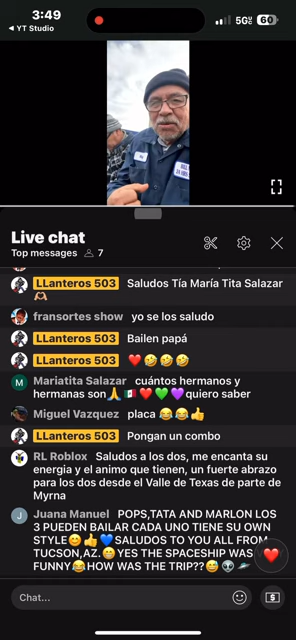 3:49
5G
60
YT Studio
Live chat
Top messages 7
LLanteros 503 Saludos Tía María Tita Salazar
fransortes show yo se los saludo
LLanteros 503 Bailen papá
LLanteros 503
M Mariatita Salazar cuántos hermanos y
hermanas son🙏🇲🇽❤️💚💜quiero saber
Miguel Vazquez placa 😂😂👍
LLanteros 503 Pongan un combo
RL Roblox Saludos a los dos, me encanta su
energia y el animo que tienen, un fuerte abrazo
para los dos desde el Valle de Texas de parte de
Myrna
J Juana Manuel POPS,TATA AND MARLON LOS
3 PUEDEN BAILAR CADA UNO TIENE SU OWN
STYLE😊👍💙SALUDOS TO YOU ALL FROM
TUCSON,AZ.😁YES THE SPACESHIP WAS
FUNNY😂HOW WAS THE TRIP??😅👽🪐
Chat...